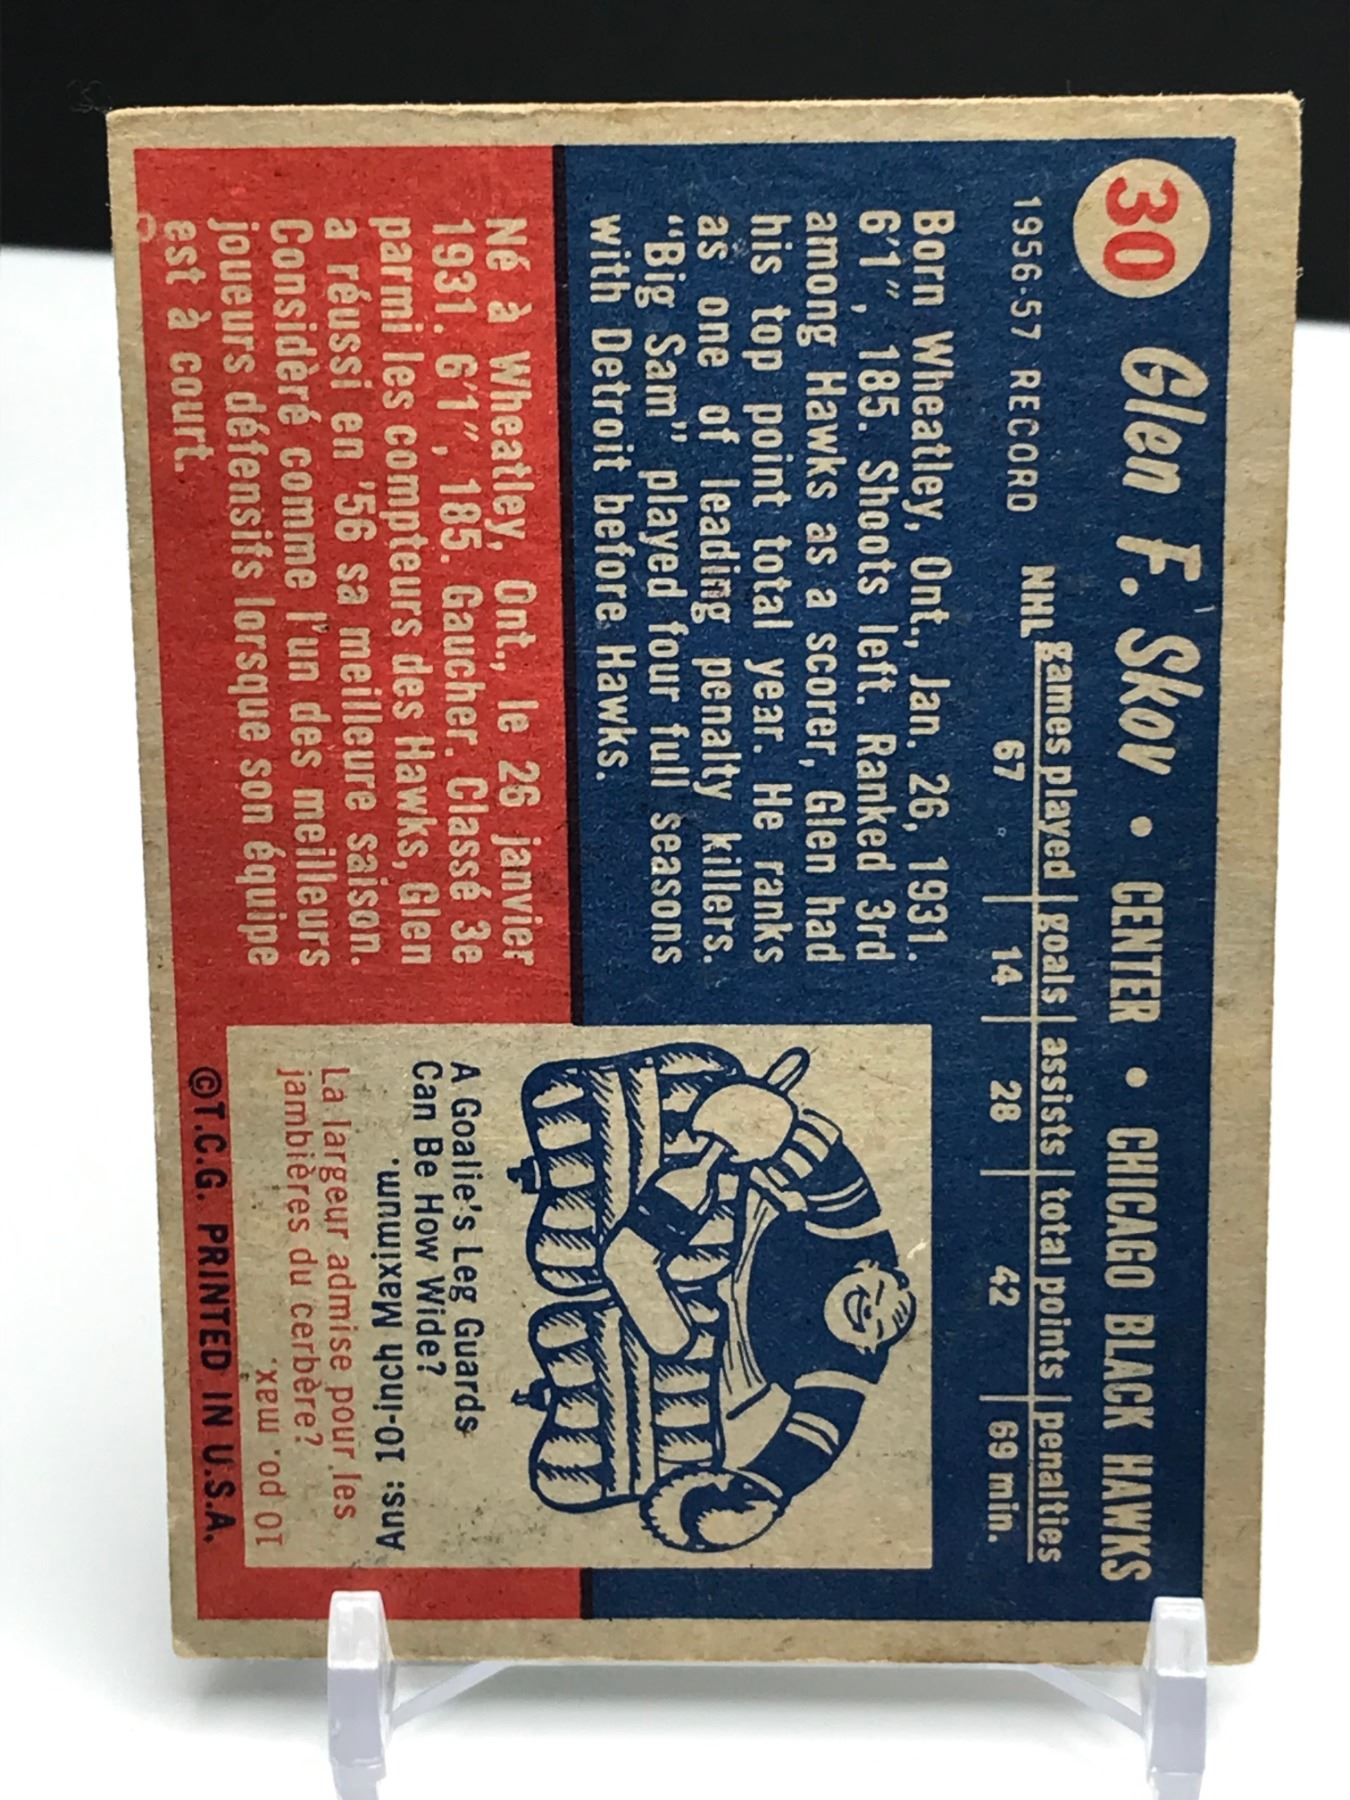 30 Glen F. Skov • CENTER • CHICAGO BLACK HAWKS
1956-57 RECORD NHL games played goals assists total points penalties
67 14 28 42 69 min.
Born Wheatley, Ont., Jan. 26, 1931.
6'1", 185. Shoots left. Ranked 3rd
among Hawks as a scorer, Glen had
his top point total year. He ranks
as one of leading penalty killers.
"Big Sam" played four full seasons
with Detroit before Hawks.
Né à Wheatley, Ont., le 26 janvier
1931. 6'1", 185. Gaucher. Classé 3e
parmi les compteurs des Hawks, Glen
a réussi en '56 sa meilleure saison.
Considèré comme l'un des meilleurs
joueurs défensifs lorsque son équipe
est à court.
A Goalie's Leg Guards
Can Be How Wide?
Ans: 10-inch Maximum.
La largeur admise pour les
jambières du cerbère?
10 po. max.
©T.C.G. PRINTED IN U.S.A.